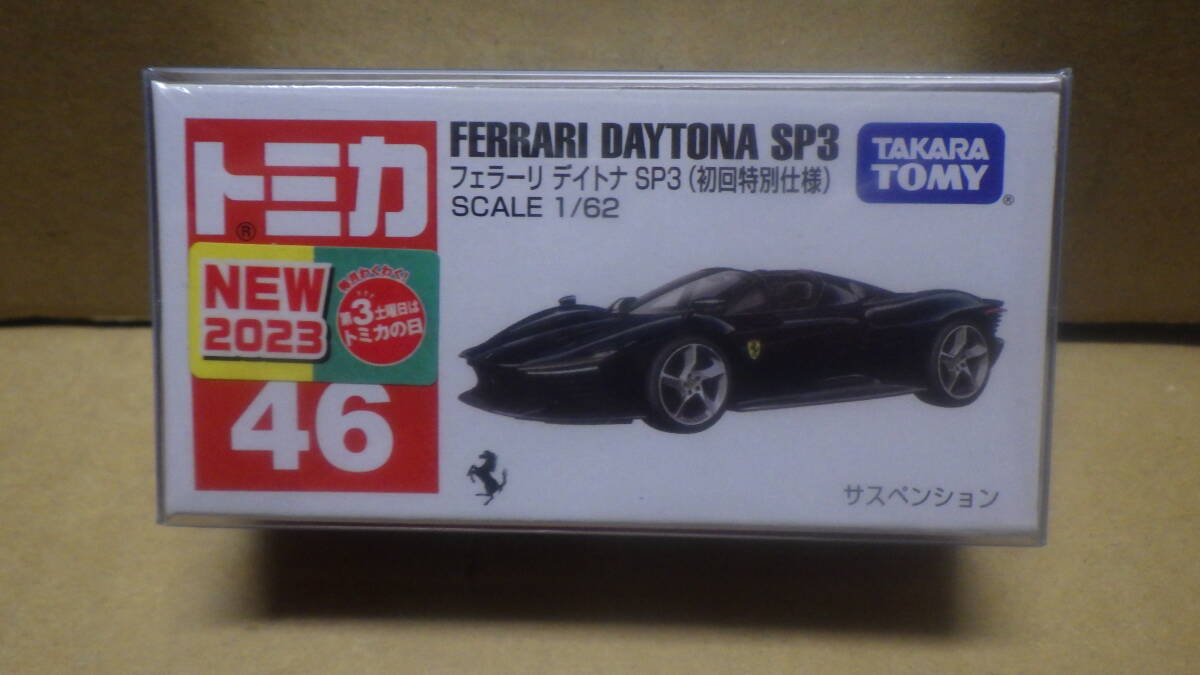 トミカ
®
NEW
2023
毎月わくわく!
第3土曜日は
トミカの日
46
FERRARI DAYTONA SP3
フェラーリ デイトナ SP3 (初回特別仕様)
SCALE 1/62
TAKARA
TOMY
®
サスペンション